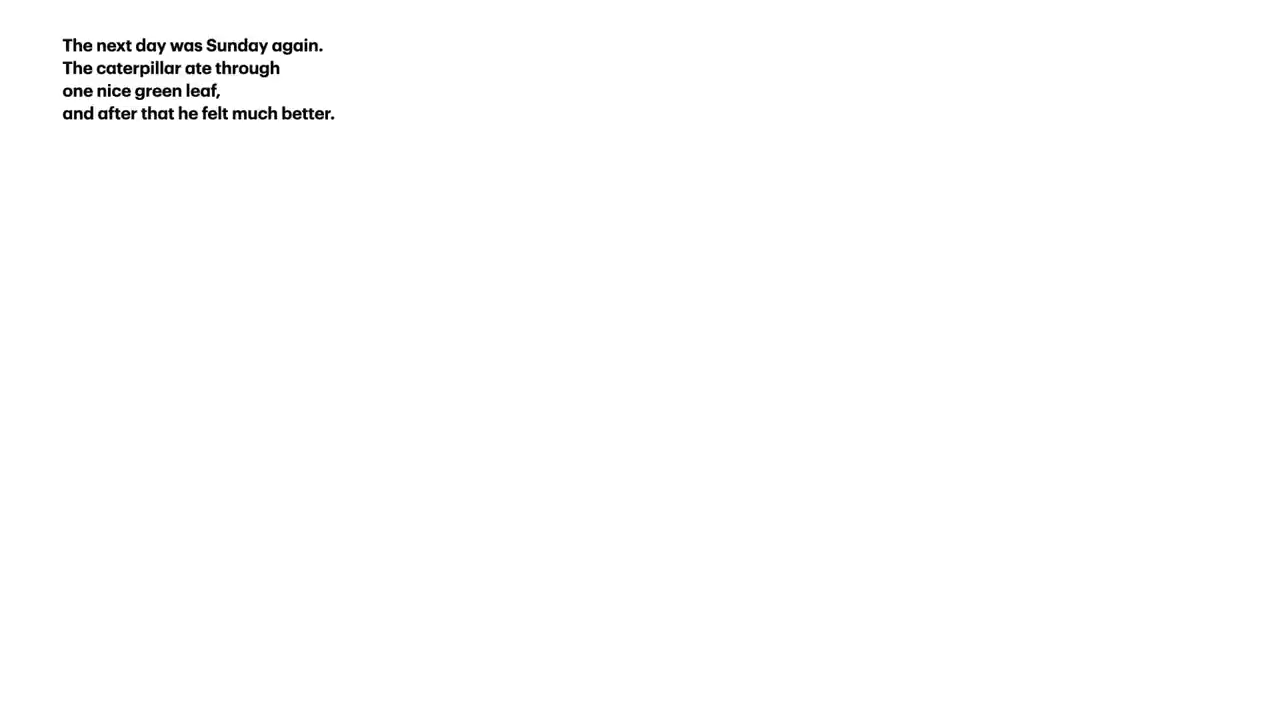 The next day was Sunday again.
The caterpillar ate through
one nice green leaf,
and after that he felt much better.